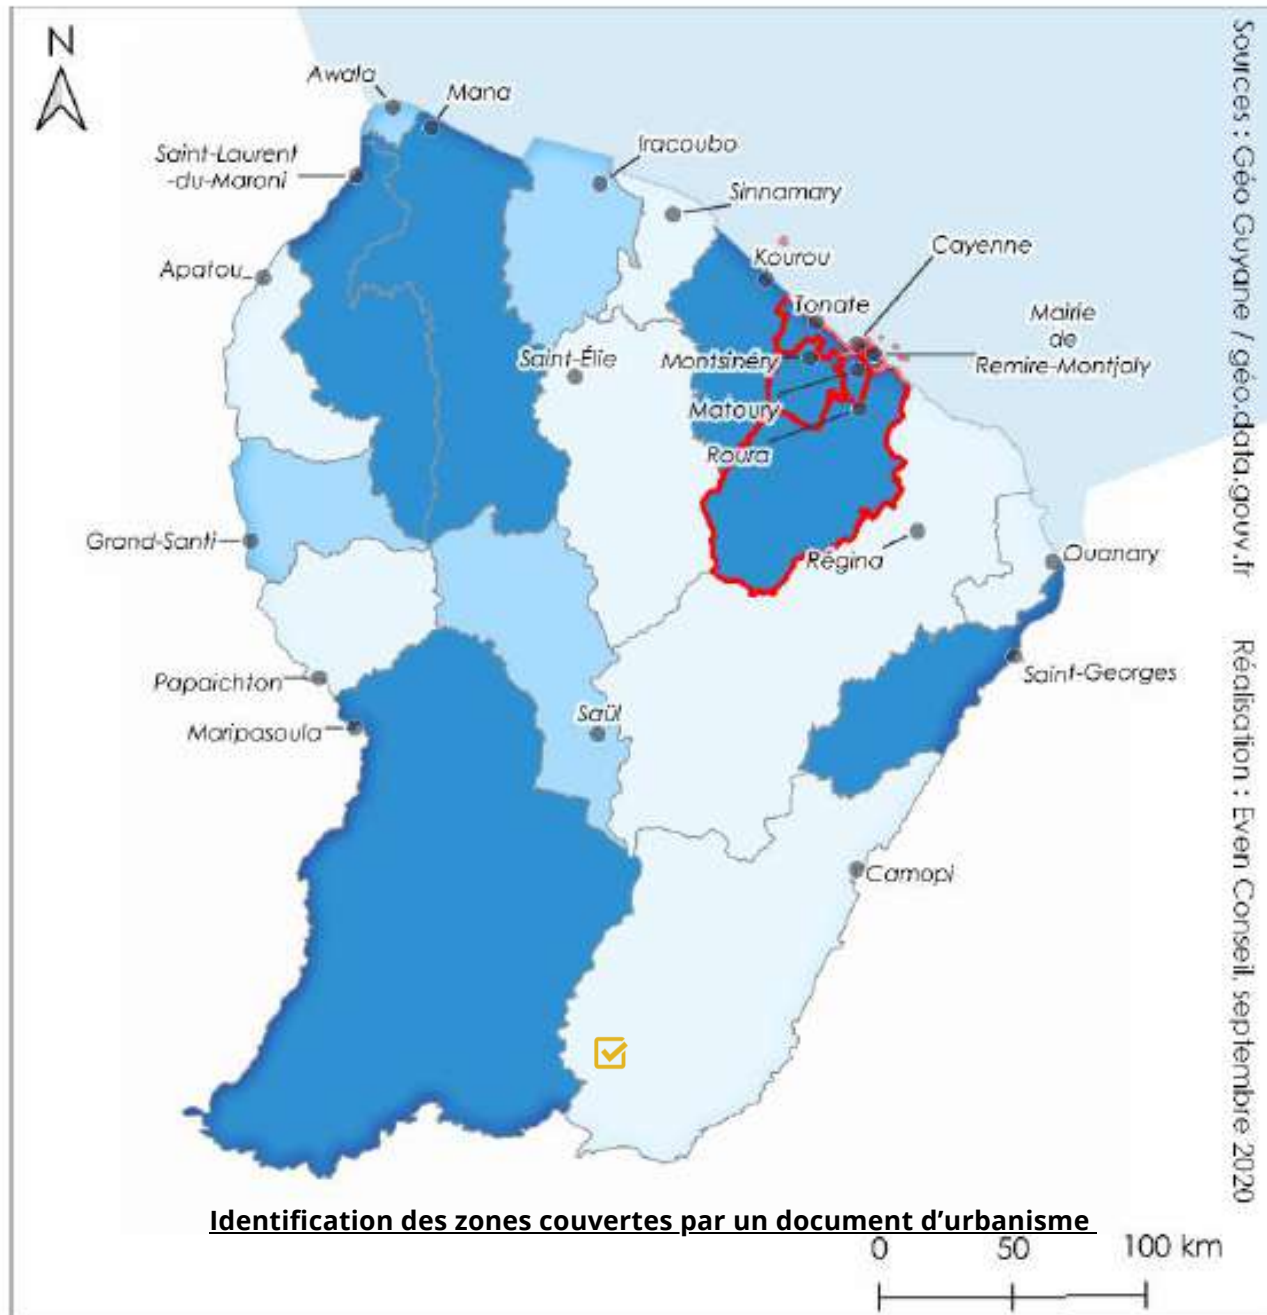 N
Awala
Mana
Saint-Laurent
-du-Maroni
Iracoubo
Sinnamary
Apatou
Kourou
Cayenne
Tonate
Mairie
de
Remire-Montjoly
Saint-Élie
Montsinéry
Matoury
Roura
Grand-Santi
Régina
Ouanary
Saint-Georges
Papaichton
Maripasoula
Saül
Camopi
Sources : Géo Guyane / géo.data.gouv.fr
Réalisation : Even Conseil, septembre 2020
Identification des zones couvertes par un document d’urbanisme
0 50 100 km